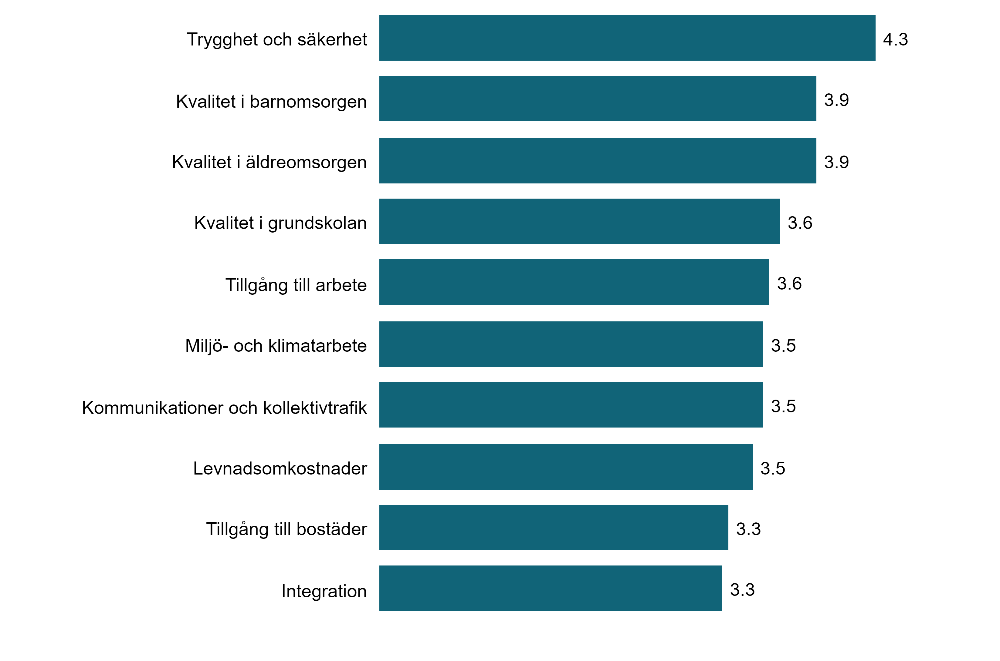 Trygghet och säkerhet 4.3
Kvalitet i barnomsorgen 3.9
Kvalitet i äldreomsorgen 3.9
Kvalitet i grundskolan 3.6
Tillgång till arbete 3.6
Miljö- och klimatarbete 3.5
Kommunikationer och kollektivtrafik 3.5
Levnadsomkostnader 3.5
Tillgång till bostäder 3.3
Integration 3.3